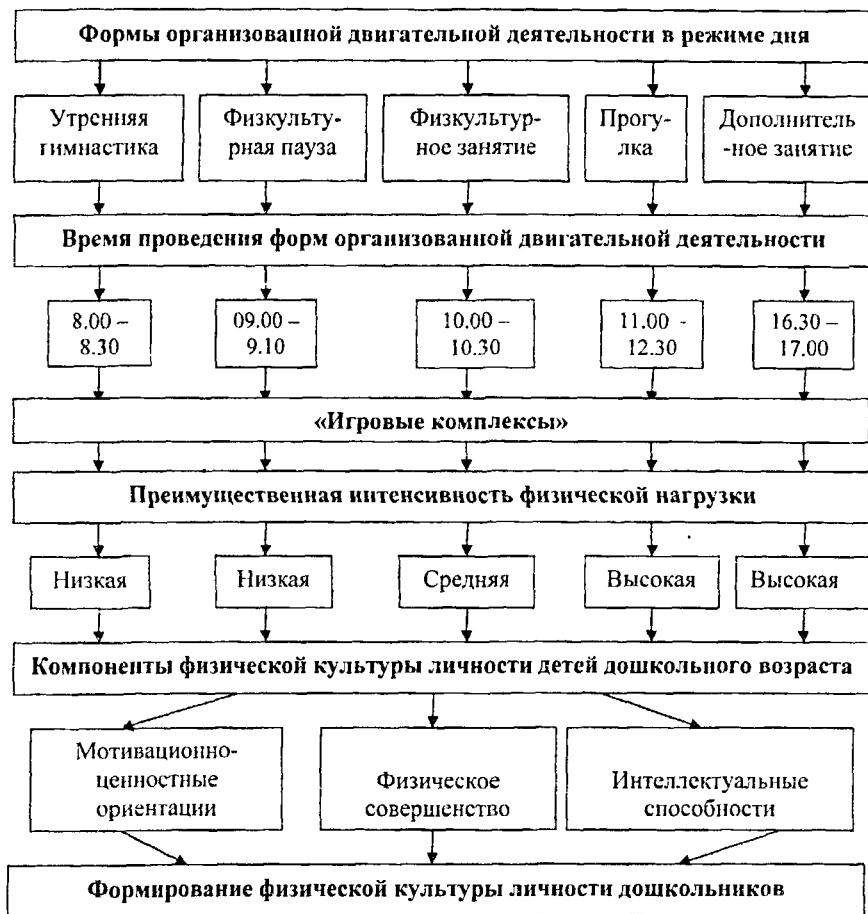 Формы организованной двигательной деятельности в режиме дня
Утренняя
гимнастика
Физкульту-
рная пауза
Физкультур-
ное занятие
Прогу-
лка
Дополнитель
-ное занятие
Время проведения форм организованной двигательной деятельности
8.00 –
8.30
09.00 –
9.10
10.00 –
10.30
11.00 -
12.30
16.30 –
17.00
«Игровые комплексы»
Преимущественная интенсивность физической нагрузки
Низкая
Низкая
Средняя
Высокая
Высокая
Компоненты физической культуры личности детей дошкольного возраста
Мотивационно-
ценностные
ориентации
Физическое
совершенство
Интеллектуальные
способности
Формирование физической культуры личности дошкольников